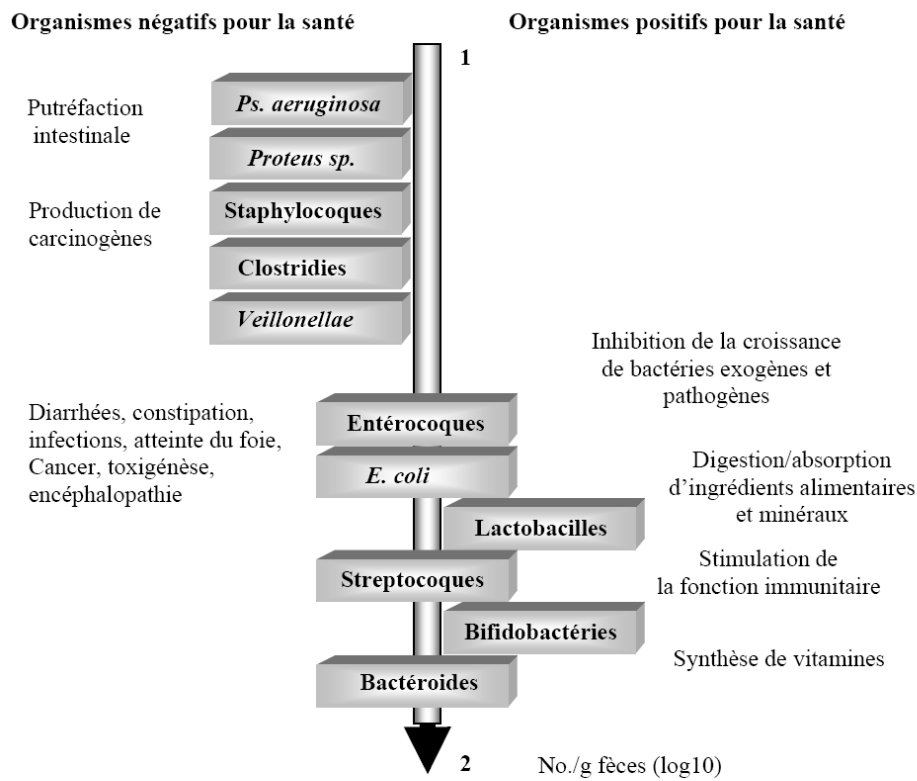 Organismes négatifs pour la santé
Organismes positifs pour la santé
1
Ps. aeruginosa
Putréfaction
intestinale
Proteus sp.
Staphylocoques
Production de
carcinogènes
Clostridies
Veillonellae
Inhibition de la croissance
de bactéries exogènes et
pathogènes
Diarrhées, constipation,
infections, atteinte du foie,
Cancer, toxigénèse,
encéphalopathie
Entérocoques
E. coli
Digestion/absorption
d’ingrédients alimentaires
et minéraux
Lactobacilles
Streptocoques
Stimulation de
la fonction immunitaire
Bifidobactéries
Synthèse de vitamines
Bactéroides
2
No./g fèces (log10)